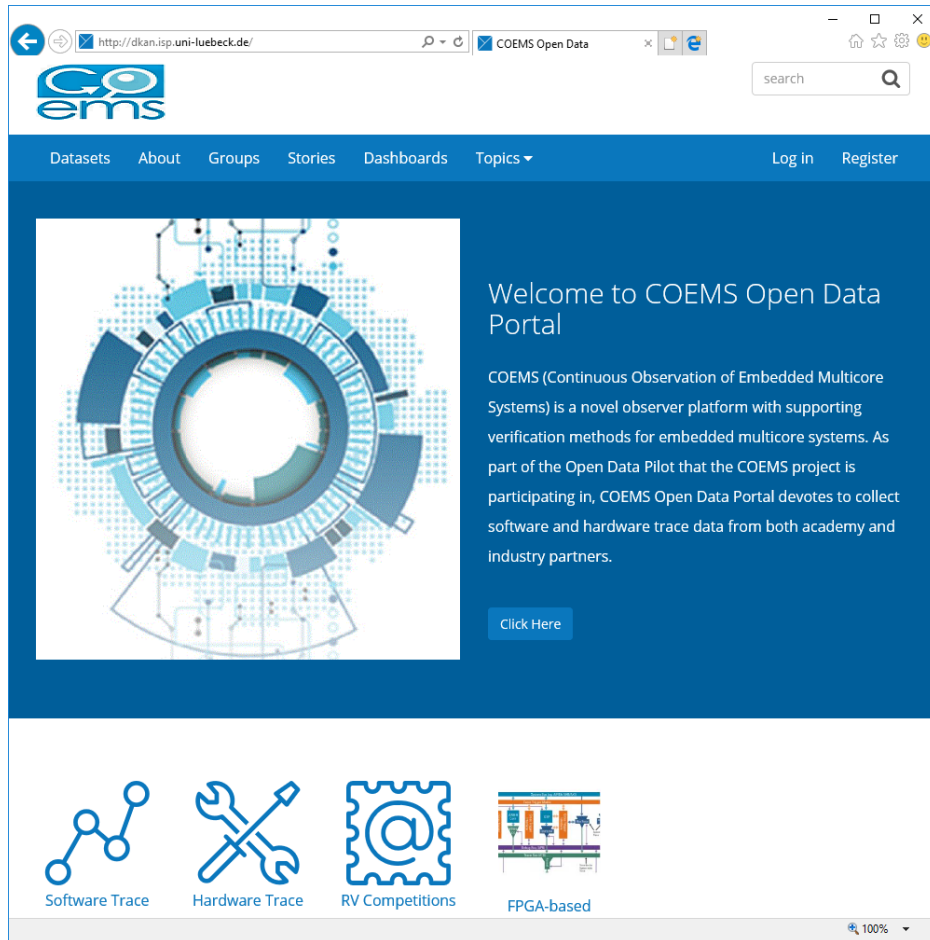 http://dkan.isp.uni-luebeck.de/
COEMS Open Data
COems
search
Datasets About Groups Stories Dashboards Topics Log in Register
Welcome to COEMS Open Data
Portal
COEMS (Continuous Observation of Embedded Multicore
Systems) is a novel observer platform with supporting
verification methods for embedded multicore systems. As
part of the Open Data Pilot that the COEMS project is
participating in, COEMS Open Data Portal devotes to collect
software and hardware trace data from both academy and
industry partners.
Click Here
Software Trace Hardware Trace RV Competitions FPGA-based
100%